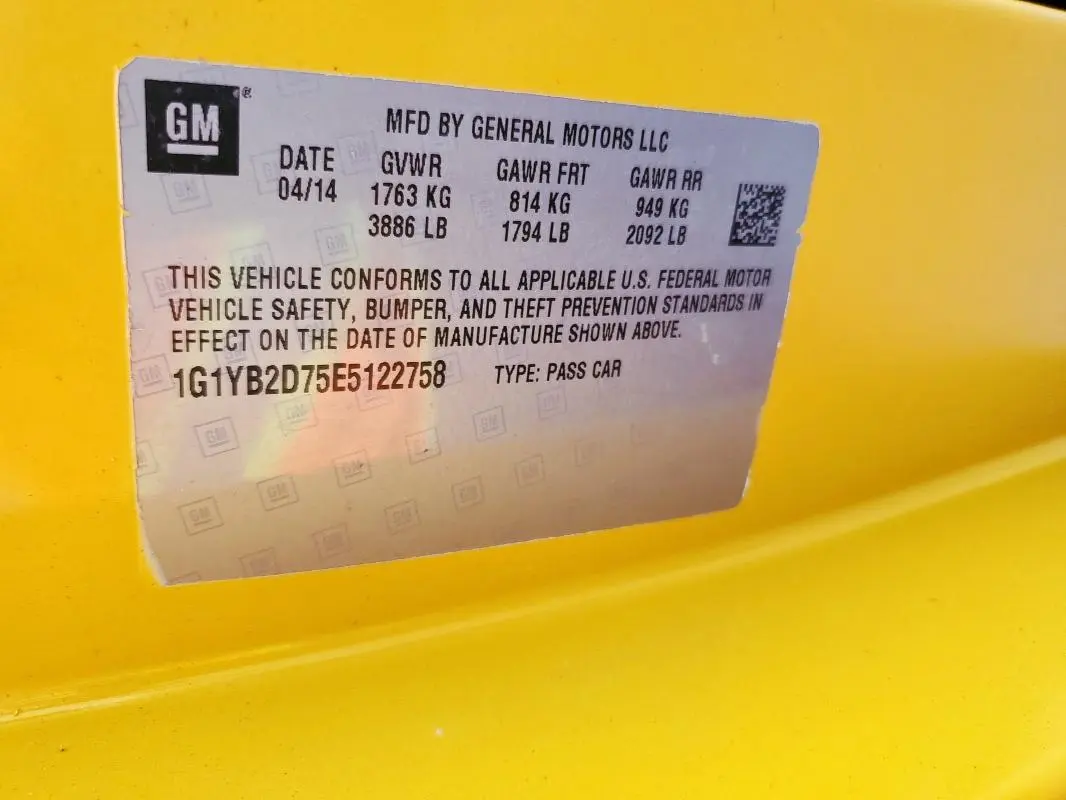 GM®
MFD BY GENERAL MOTORS LLC
DATE GVWR GAWR FRT GAWR RR
04/14 1763 KG 814 KG 949 KG
3886 LB 1794 LB 2092 LB
THIS VEHICLE CONFORMS TO ALL APPLICABLE U.S. FEDERAL MOTOR
VEHICLE SAFETY, BUMPER, AND THEFT PREVENTION STANDARDS IN
EFFECT ON THE DATE OF MANUFACTURE SHOWN ABOVE.
1G1YB2D75E5122758 TYPE: PASS CAR